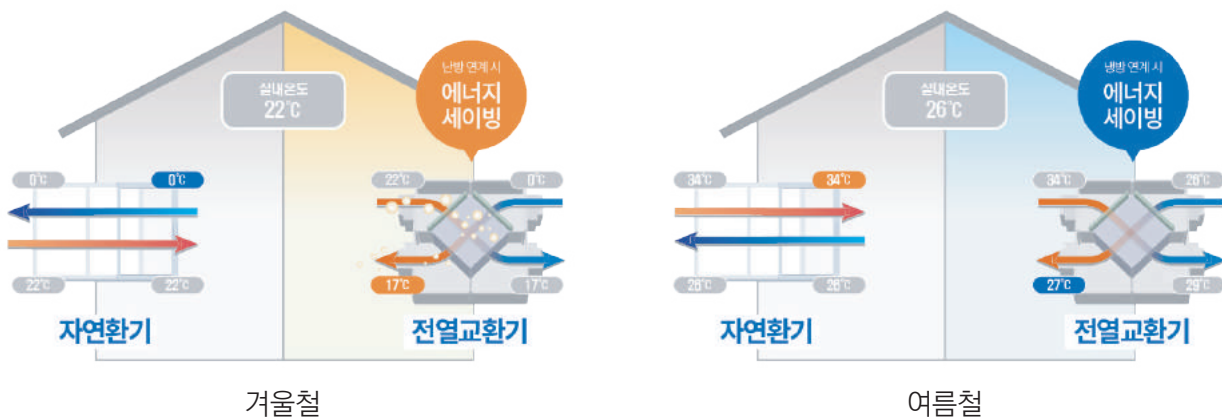 난방 연계 시
에너지
세이빙
실내온도
22℃
0℃
0℃
22℃
0℃
22℃
22℃
17℃
17℃
자연환기
전열교환기
겨울철
냉방 연계 시
에너지
세이빙
실내온도
26℃
34℃
34℃
34℃
26℃
26℃
26℃
27℃
29℃
자연환기
전열교환기
여름철